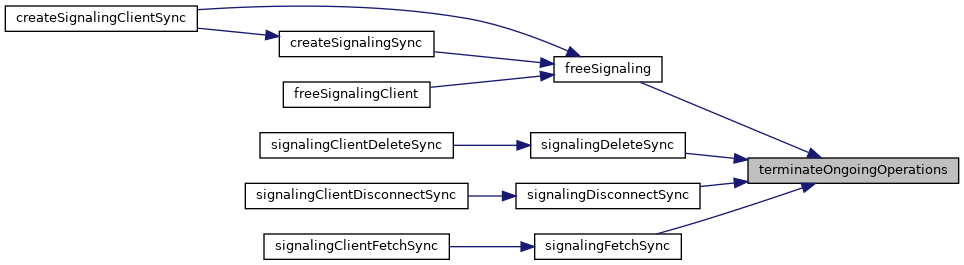 createSignalingClientSync
createSignalingSync
freeSignaling
freeSignalingClient
signalingClientDeleteSync
signalingDeleteSync
terminateOngoingOperations
signalingClientDisconnectSync
signalingDisconnectSync
signalingClientFetchSync
signalingFetchSync